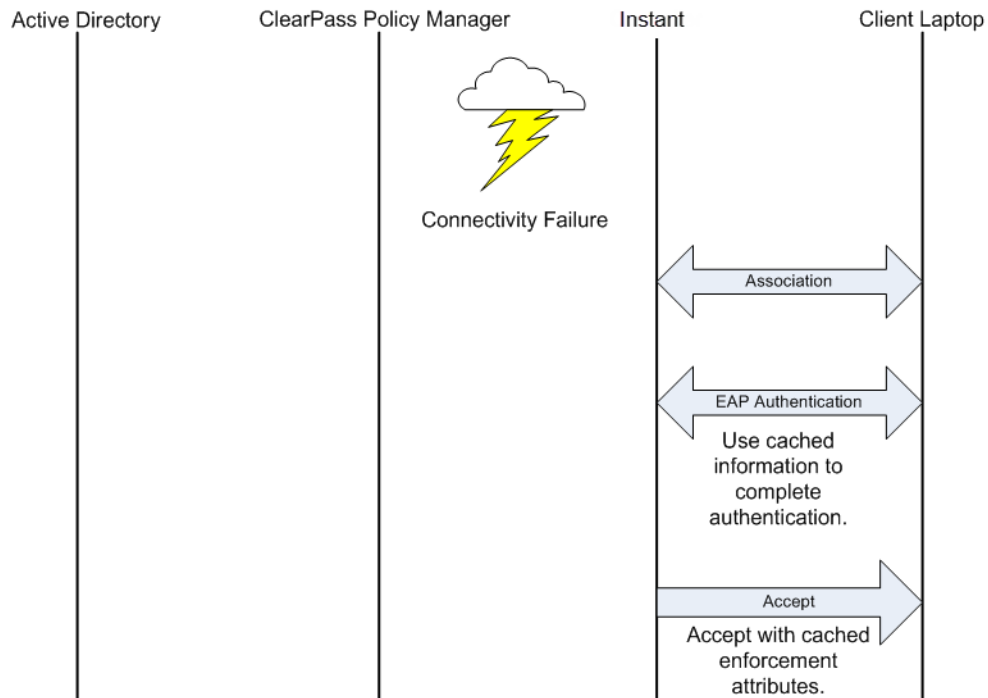 Active Directory
ClearPass Policy Manager
Instant
Client Laptop
Connectivity Failure
Association
EAP Authentication
Use cached
information to
complete
authentication.
Accept
Accept with cached
enforcement
attributes.